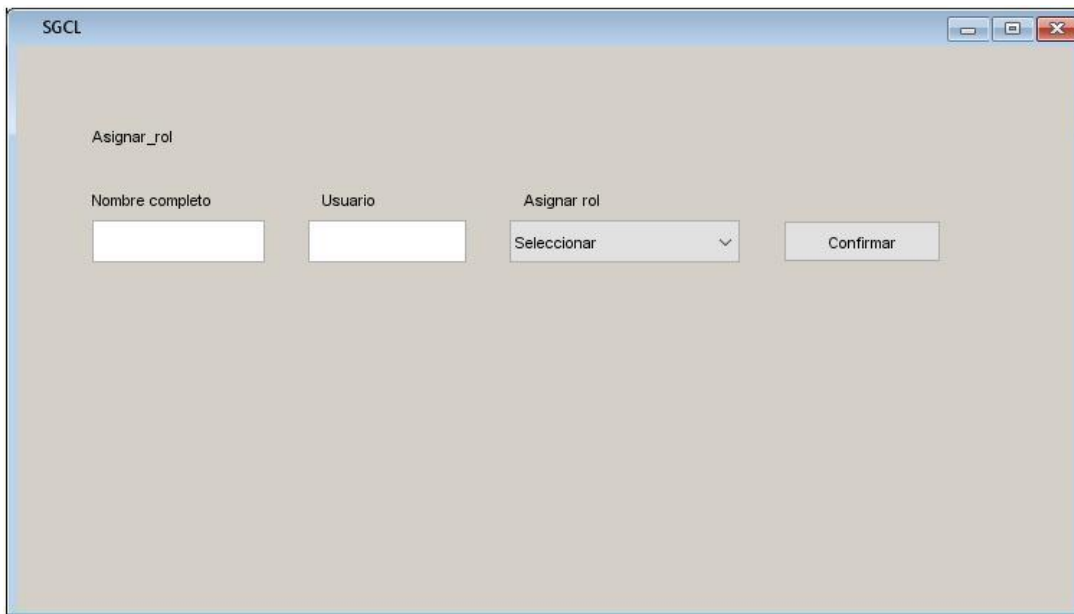 SGCL
Asignar_rol
Nombre completo Usuario Asignar rol
Seleccionar Confirmar